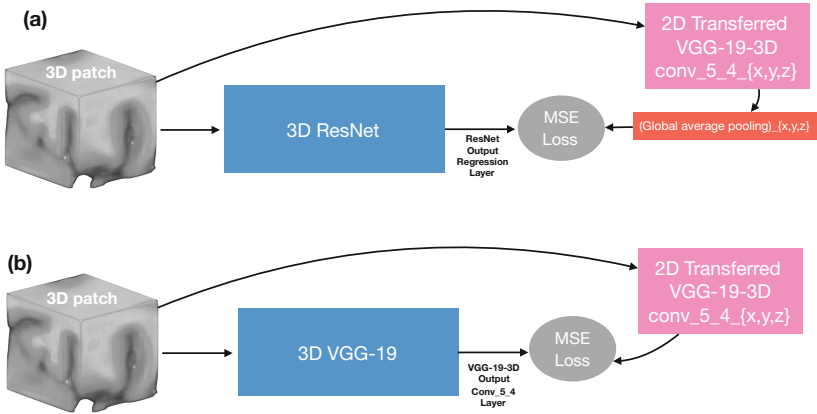 (a)
3D patch
3D ResNet
ResNet
Output
Regression
Layer
MSE
Loss
2D Transferred
VGG-19-3D
conv_5_4_{x,y,z}
(Global average pooling)_{x,y,z}
(b)
3D patch
3D VGG-19
VGG-19-3D
Output
Conv_5_4
Layer
MSE
Loss
2D Transferred
VGG-19-3D
conv_5_4_{x,y,z}